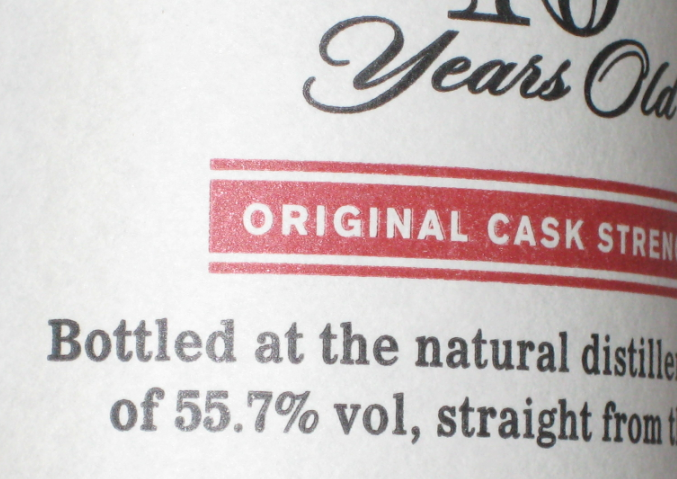 Years Old
ORIGINAL CASK
Bottled at the natural
of 55.7% vol, straight from